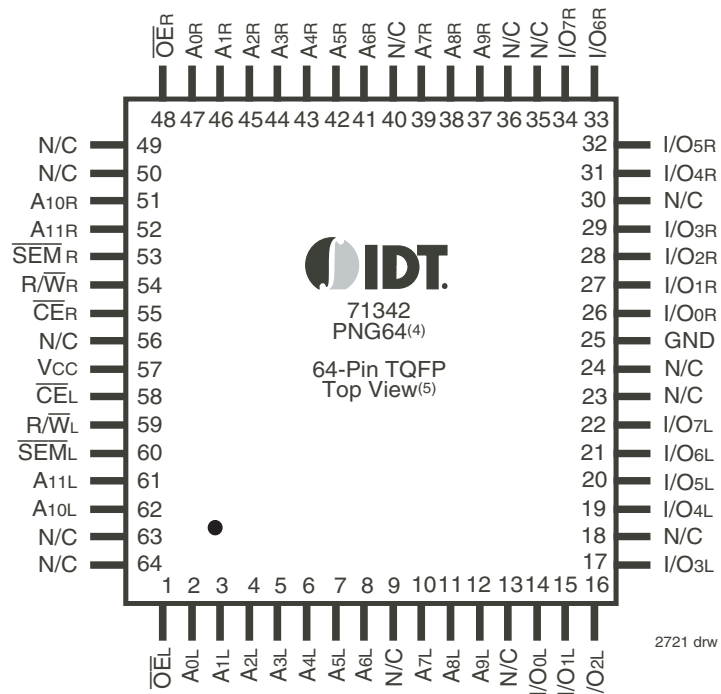 OER A0R A1R A2R A3R A4R A5R A6R N/C A7R A8R A9R N/C N/C I/O7R I/O6R
48 47 46 45 44 43 42 41 40 39 38 37 36 35 34 33
N/C 49 32 I/O5R
N/C 50 31 I/O4R
A10R 51 30 N/C
A11R 52 29 I/O3R
SEMR 53 28 I/O2R
R/WR 54 27 I/O1R
CER 55 26 I/O0R
N/C 56 25 GND
VCC 57 24 N/C
CEL 58 23 N/C
R/WL 59 22 I/O7L
SEML 60 21 I/O6L
A11L 61 20 I/O5L
A10L 62 19 I/O4L
N/C 63 18 N/C
N/C 64 17 I/O3L
IDT.
71342
PNG64(4)
64-Pin TQFP
Top View(5)
1 2 3 4 5 6 7 8 9 10 11 12 13 14 15 16
OEL A0L A1L A2L A3L A4L A5L A6L N/C A7L A8L A9L N/C I/O0L I/O1L I/O2L
2721 drw